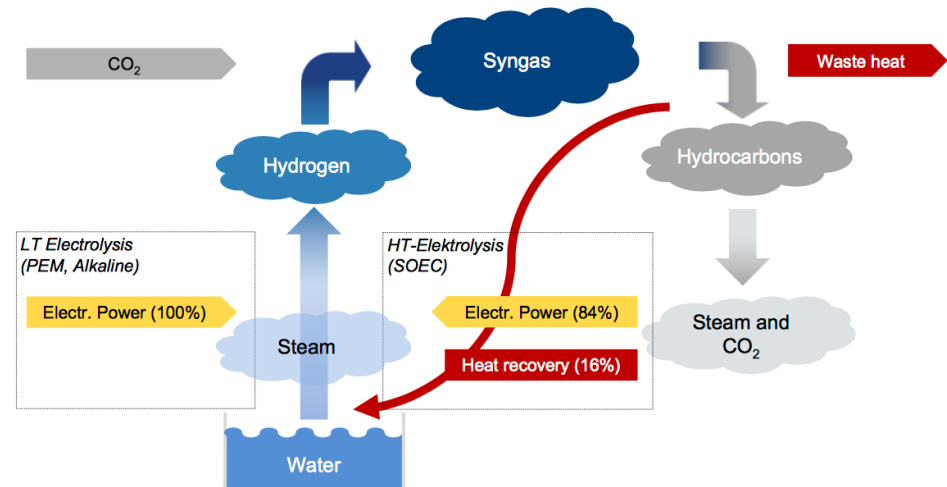 CO₂
Syngas
Waste heat
Hydrogen
Hydrocarbons
LT Electrolysis
(PEM, Alkaline)
HT-Elektrolysis
(SOEC)
Electr. Power (100%)
Electr. Power (84%)
Steam
Steam and
CO₂
Heat recovery (16%)
Water